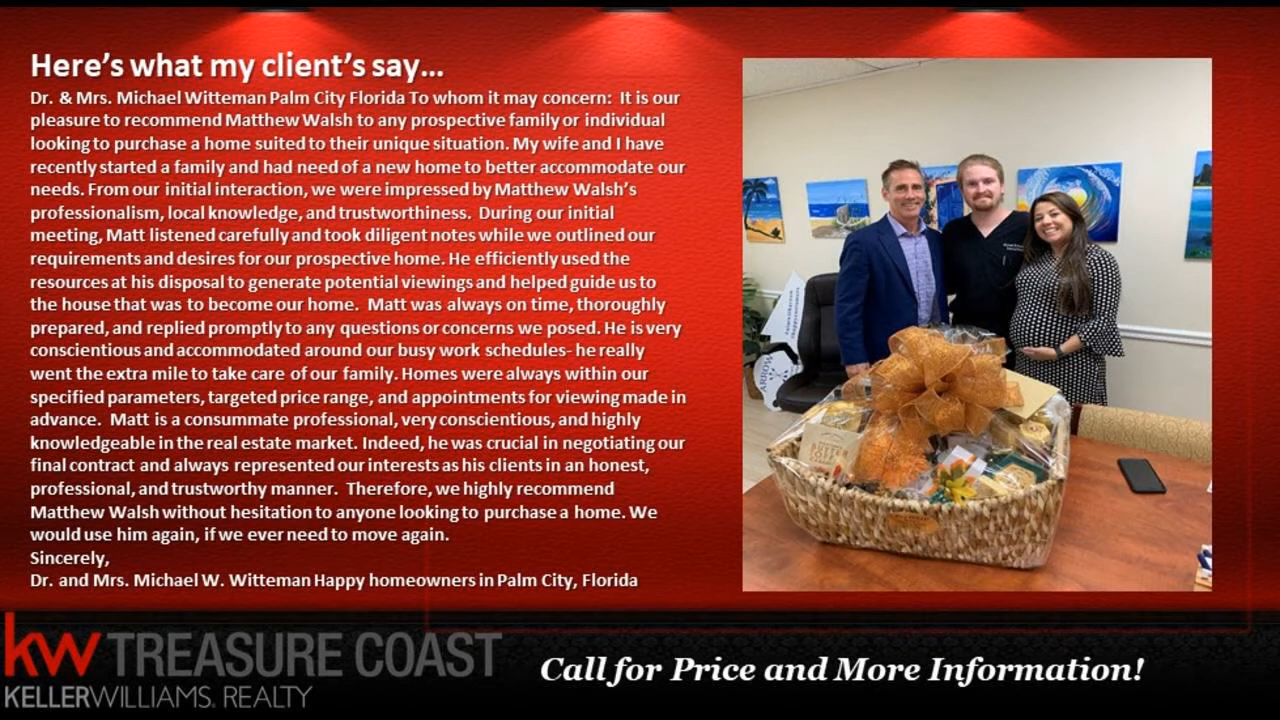 Here's what my client's say...
Dr. & Mrs. Michael Witteman Palm City Florida To whom it may concern:  It is our
pleasure to recommend Matthew Walsh to any prospective family or individual
looking to purchase a home suited to their unique situation. My wife and I have
recently started a family and had need of a new home to better accommodate our
needs. From our initial interaction, we were impressed by Matthew Walsh's
professionalism, local knowledge, and trustworthiness.  During our initial
meeting, Matt listened carefully and took diligent notes while we outlined our
requirements and desires for our prospective home. He efficiently used the
resources at his disposal to generate potential viewings and helped guide us to
the house that was to become our home.  Matt was always on time, thoroughly
prepared, and replied promptly to any questions or concerns we posed. He is very
conscientious and accommodated around our busy work schedules- he really
went the extra mile to take care of our family. Homes were always within our
specified parameters, targeted price range, and appointments for viewing made in
advance.  Matt is a consummate professional, very conscientious, and highly
knowledgeable in the real estate market. Indeed, he was crucial in negotiating our
final contract and always represented our interests as his clients in an honest,
professional, and trustworthy manner.  Therefore, we highly recommend
Matthew Walsh without hesitation to anyone looking to purchase a home. We
would use him again, if we ever need to move again.
Sincerely,
Dr. and Mrs. Michael W. Witteman Happy homeowners in Palm City, Florida
ARROW
kw TREASURE COAST
KELLERWILLIAMS. REALTY
Call for Price and More Information!